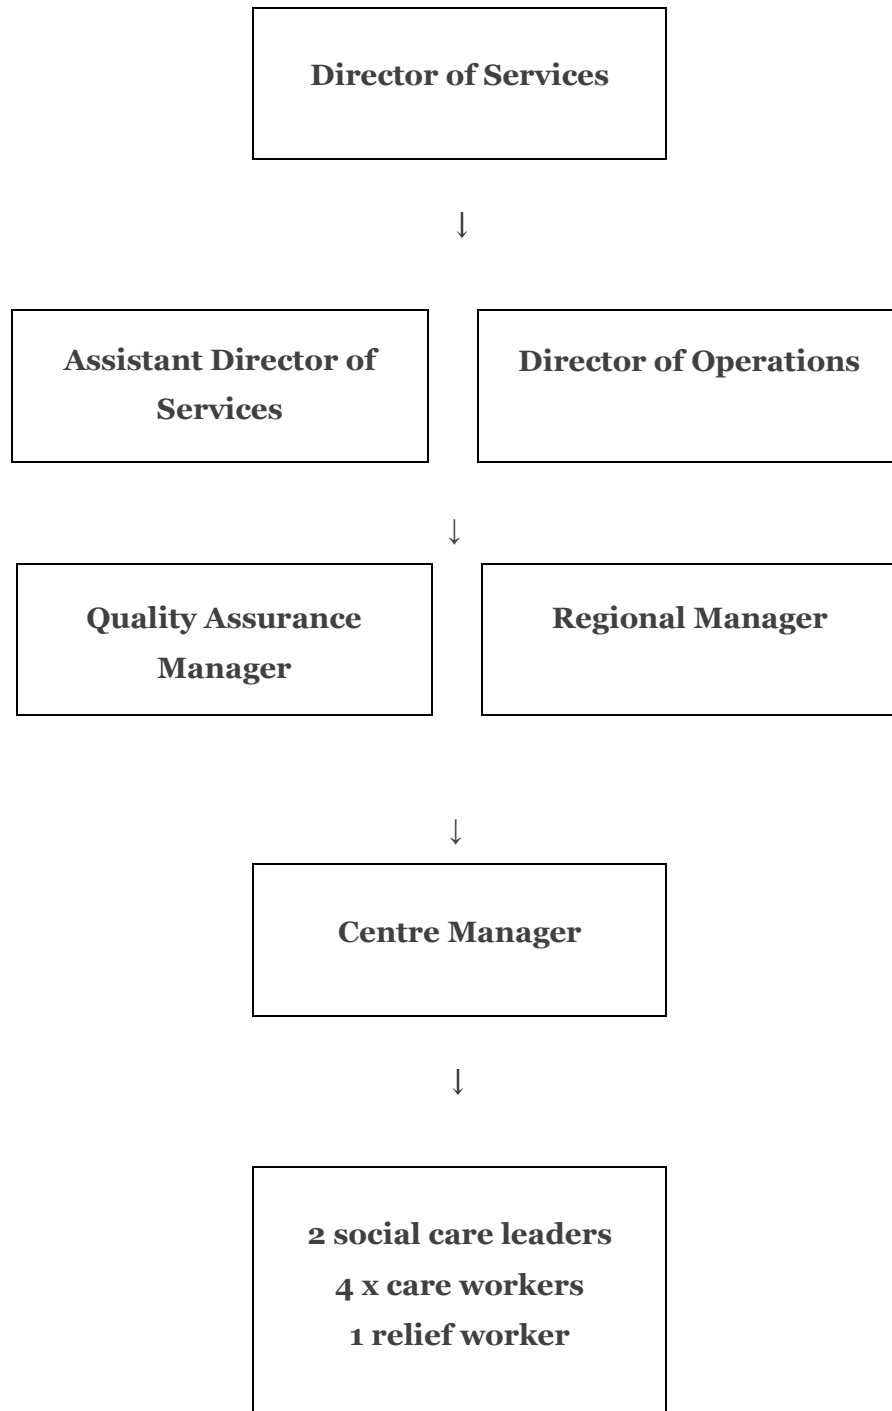 Director of Services
↓
Assistant Director of
Services
Director of Operations
↓
Quality Assurance
Manager
Regional Manager
↓
Centre Manager
↓
2 social care leaders
4 x care workers
1 relief worker